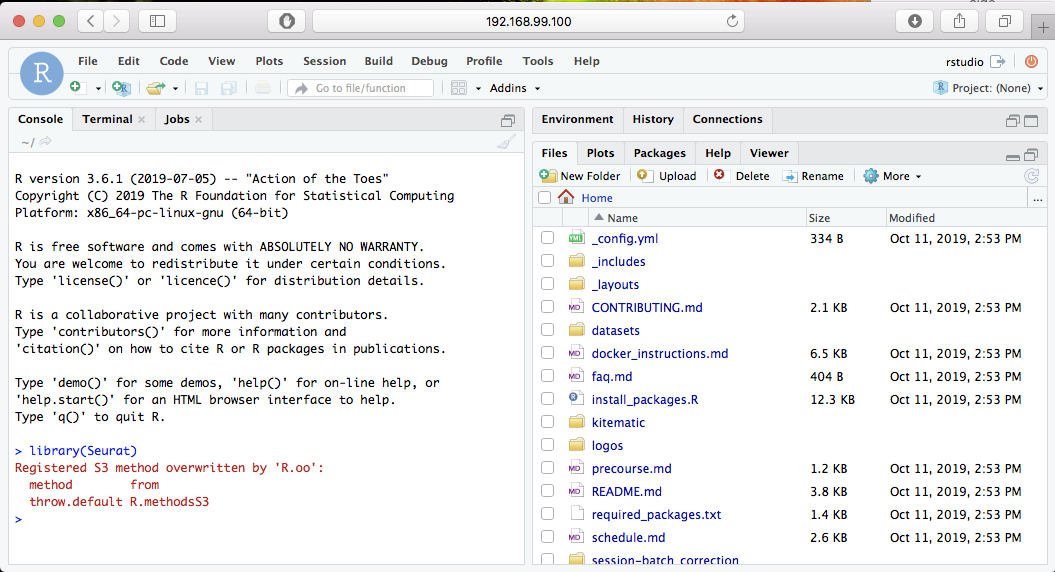 192.168.99.100
R
File Edit Code View Plots Session Build Debug Profile Tools Help
rstudio
Go to file/function
Addins
Project: (None)
Console Terminal Jobs
~/
R version 3.6.1 (2019-07-05) -- "Action of the Toes"
Copyright (C) 2019 The R Foundation for Statistical Computing
Platform: x86_64-pc-linux-gnu (64-bit)
R is free software and comes with ABSOLUTELY NO WARRANTY.
You are welcome to redistribute it under certain conditions.
Type 'license()' or 'licence()' for distribution details.
R is a collaborative project with many contributors.
Type 'contributors()' for more information and
'citation()' on how to cite R or R packages in publications.
Type 'demo()' for some demos, 'help()' for on-line help, or
'help.start()' for an HTML browser interface to help.
Type 'q()' to quit R.
> library(Seurat)
Registered S3 method overwritten by 'R.oo':
method from
throw.default R.methodsS3
>
Environment History Connections
Files Plots Packages Help Viewer
New Folder Upload Delete Rename More
Home ...
Name Size Modified
YML _config.yml 334 B Oct 11, 2019, 2:53 PM
_includes
_layouts
MD CONTRIBUTING.md 2.1 KB Oct 11, 2019, 2:53 PM
datasets
MD docker_instructions.md 6.5 KB Oct 11, 2019, 2:53 PM
MD faq.md 404 B Oct 11, 2019, 2:53 PM
R install_packages.R 12.3 KB Oct 11, 2019, 2:53 PM
kitematic
logos
MD precourse.md 1.2 KB Oct 11, 2019, 2:53 PM
MD README.md 3.8 KB Oct 11, 2019, 2:53 PM
required_packages.txt 1.4 KB Oct 11, 2019, 2:53 PM
MD schedule.md 2.6 KB Oct 11, 2019, 2:53 PM
session-batch_correction